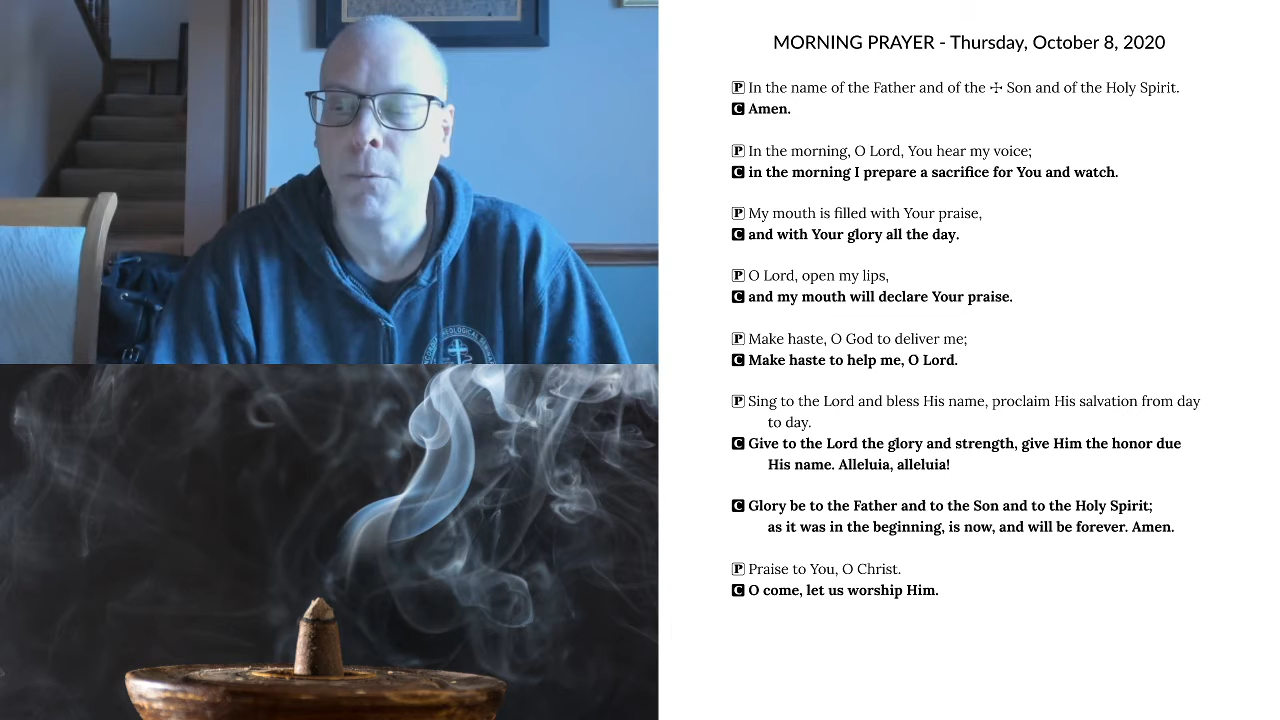 MORNING PRAYER - Thursday, October 8, 2020
P In the name of the Father and of the ☩ Son and of the Holy Spirit.
C Amen.
P In the morning, O Lord, You hear my voice;
C in the morning I prepare a sacrifice for You and watch.
P My mouth is filled with Your praise,
C and with Your glory all the day.
P O Lord, open my lips,
C and my mouth will declare Your praise.
P Make haste, O God to deliver me;
C Make haste to help me, O Lord.
P Sing to the Lord and bless His name, proclaim His salvation from day
to day.
C Give to the Lord the glory and strength, give Him the honor due
His name. Alleluia, alleluia!
C Glory be to the Father and to the Son and to the Holy Spirit;
as it was in the beginning, is now, and will be forever. Amen.
P Praise to You, O Christ.
C O come, let us worship Him.